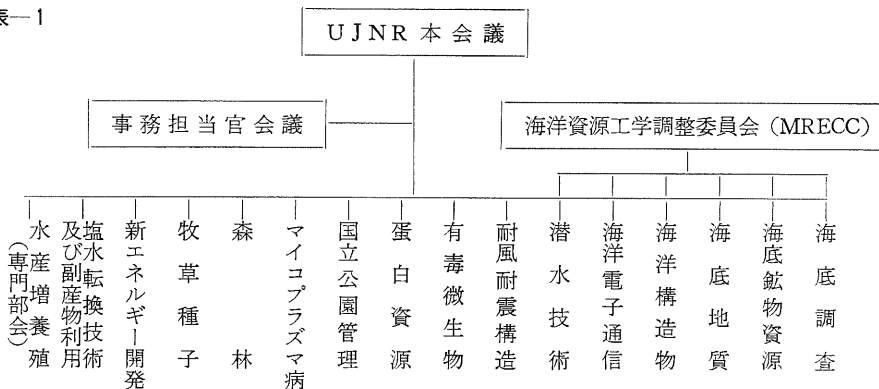 表—1
UJNR 本会議
事務担当官会議
海洋資源工学調整委員会（MRECC）
水産増養殖
（専門部会）
塩水転換技術
及び副産物利用
新エネルギー開発
牧草種子
森林
マイコプラズマ病
国立公園管理
蛋白資源
有毒微生物
耐風耐震構造
潜水技術
海洋電子通信
海洋構造物
海底地質
海底鉱物資源
海底調査